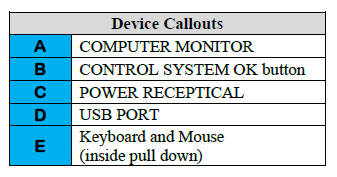 Device Callouts
A COMPUTER MONITOR
B CONTROL SYSTEM OK button
C POWER RECEPTICAL
D USB PORT
E Keyboard and Mouse
(inside pull down)